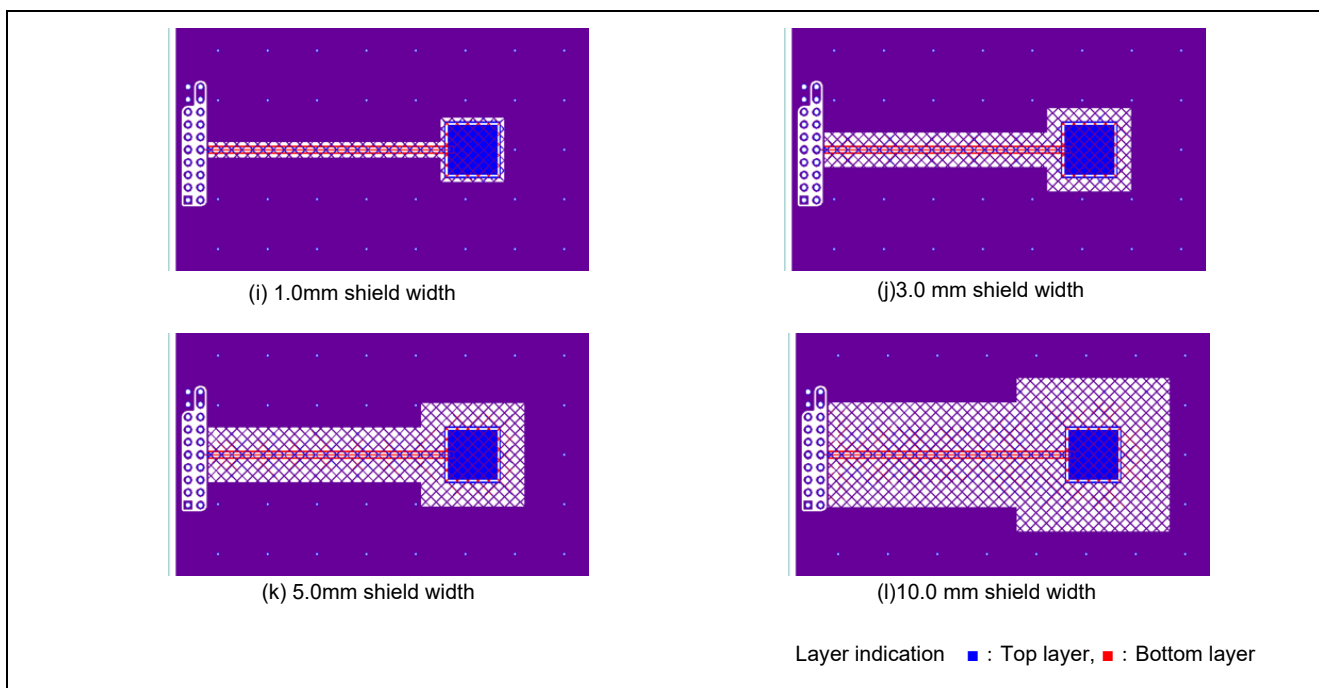 (i) 1.0mm shield width
(j)3.0 mm shield width
(k) 5.0mm shield width
(l)10.0 mm shield width
Layer indication ■ : Top layer, ■ : Bottom layer